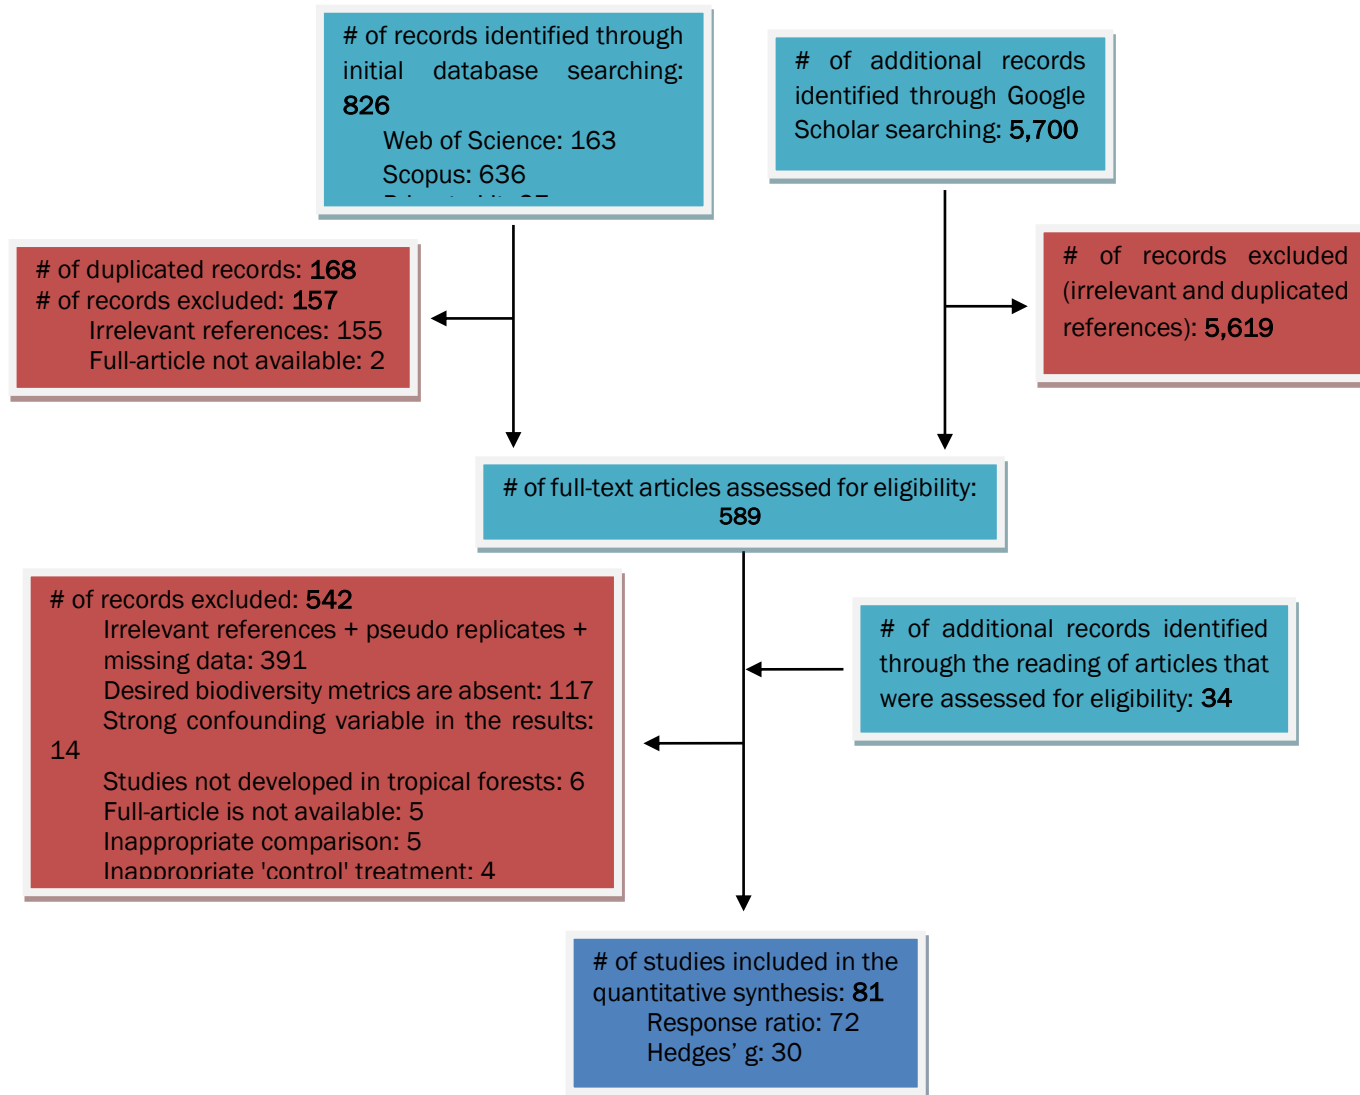 # of records identified through
initial database searching:
826
Web of Science: 163
Scopus: 636
# of additional records
identified through Google
Scholar searching: 5,700
# of duplicated records: 168
# of records excluded: 157
Irrelevant references: 155
Full-article not available: 2
# of records excluded
(irrelevant and duplicated
references): 5,619
# of full-text articles assessed for eligibility:
589
# of records excluded: 542
Irrelevant references + pseudo replicates +
missing data: 391
Desired biodiversity metrics are absent: 117
Strong confounding variable in the results:
14
Studies not developed in tropical forests: 6
Full-article is not available: 5
Inappropriate comparison: 5
Inappropriate 'control' treatment: 4
# of additional records identified
through the reading of articles that
were assessed for eligibility: 34
# of studies included in the
quantitative synthesis: 81
Response ratio: 72
Hedges’ g: 30